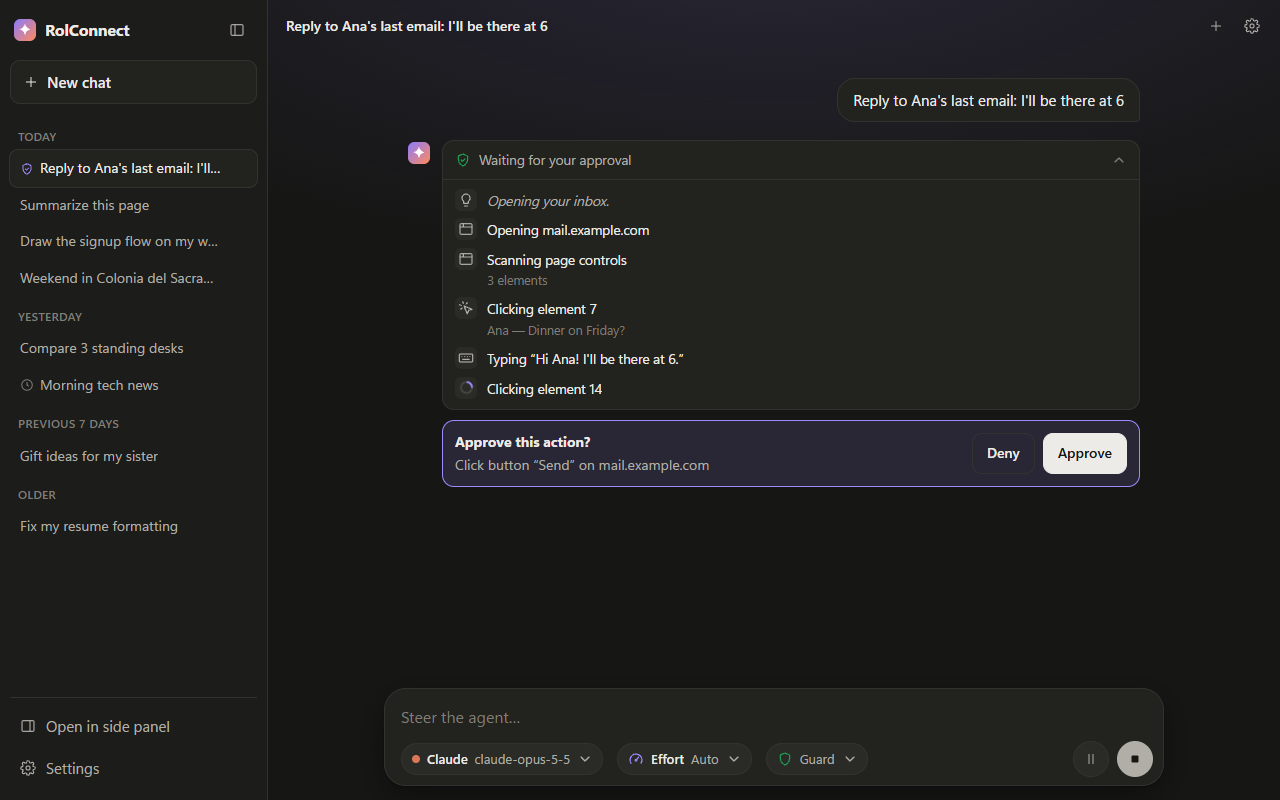 RolConnect
New chat
TODAY
Reply to Ana's last email: I'll...
Summarize this page
Draw the signup flow on my w...
Weekend in Colonia del Sacra...
YESTERDAY
Compare 3 standing desks
Morning tech news
PREVIOUS 7 DAYS
Gift ideas for my sister
OLDER
Fix my resume formatting
Open in side panel
Settings
Reply to Ana's last email: I'll be there at 6
Reply to Ana's last email: I'll be there at 6
Waiting for your approval
Opening your inbox.
Opening mail.example.com
Scanning page controls
3 elements
Clicking element 7
Ana — Dinner on Friday?
Typing “Hi Ana! I'll be there at 6.”
Clicking element 14
Approve this action?
Click button “Send” on mail.example.com
Deny
Approve
Steer the agent...
Claude claude-opus-5-5
Effort Auto
Guard